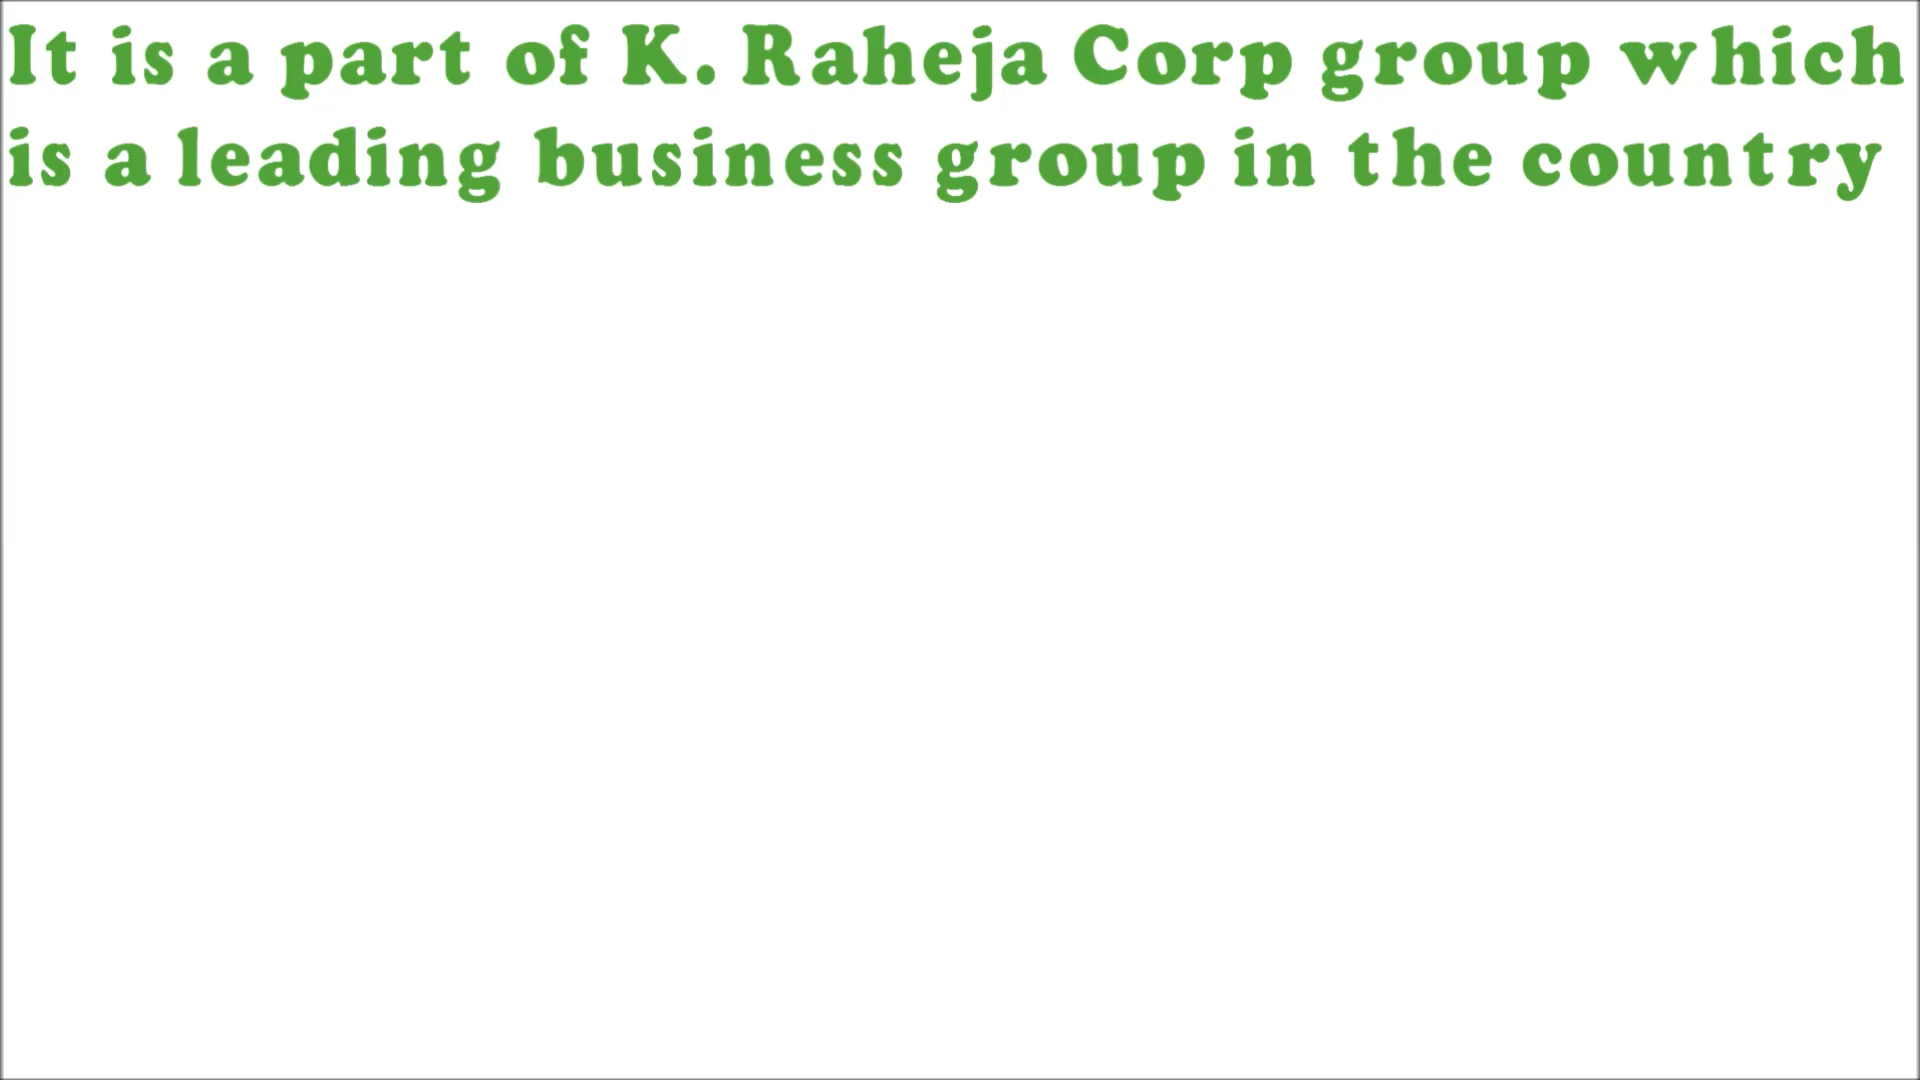 It is a part of K. Raheja Corp group which
is a leading business group in the country